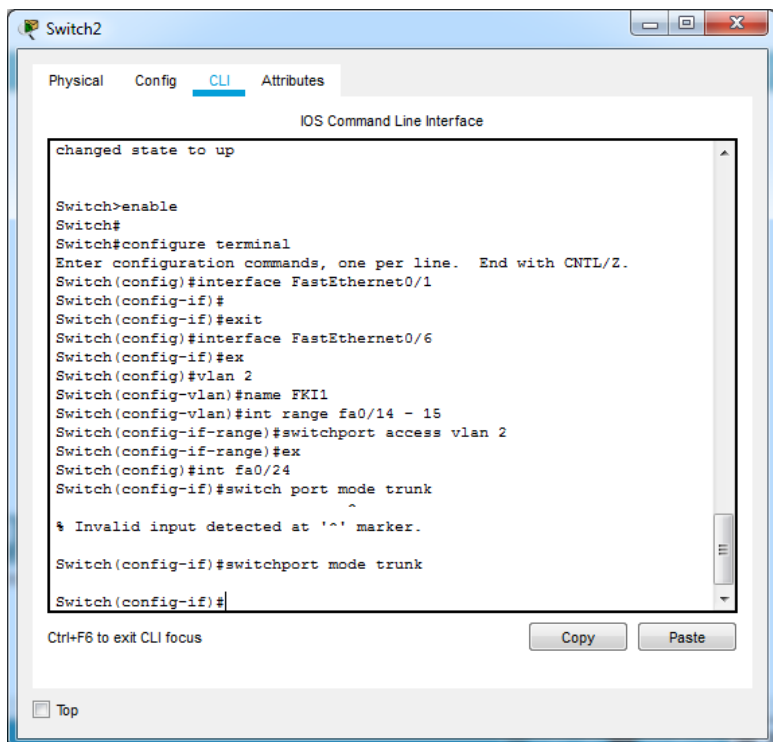 Switch2
Physical Config CLI Attributes
IOS Command Line Interface
changed state to up
Switch>enable
Switch#
Switch#configure terminal
Enter configuration commands, one per line.  End with CNTL/Z.
Switch(config)#interface FastEthernet0/1
Switch(config-if)#
Switch(config-if)#exit
Switch(config)#interface FastEthernet0/6
Switch(config-if)#ex
Switch(config)#vlan 2
Switch(config-vlan)#name FKI1
Switch(config-vlan)#int range fa0/14 - 15
Switch(config-if-range)#switchport access vlan 2
Switch(config-if-range)#ex
Switch(config)#int fa0/24
Switch(config-if)#switch port mode trunk
^
% Invalid input detected at '^' marker.
Switch(config-if)#switchport mode trunk
Switch(config-if)#
Ctrl+F6 to exit CLI focus
Copy Paste
Top